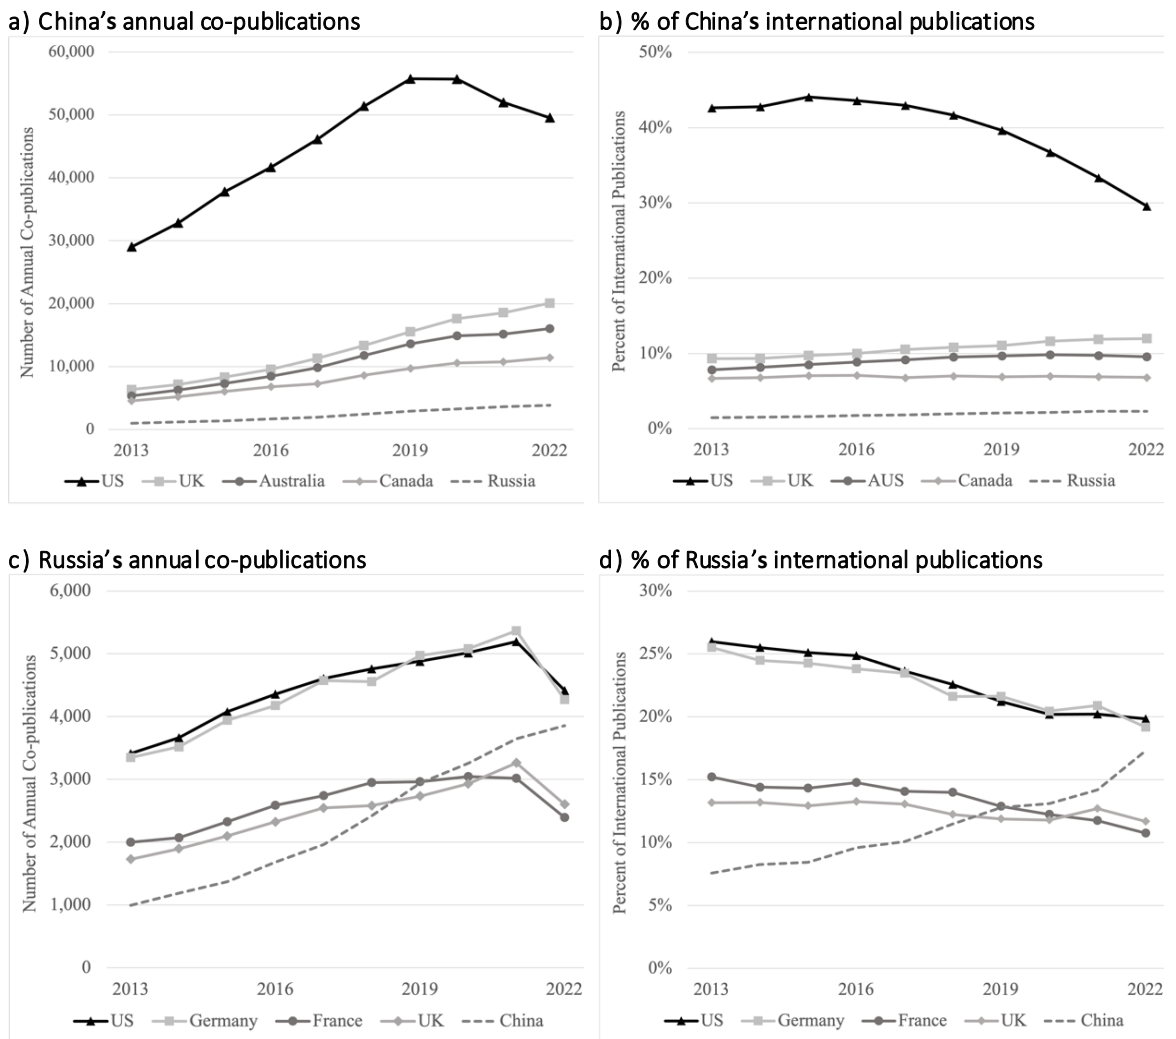 a) China's annual co-publications
60,000
50,000
40,000
30,000
20,000
10,000
0
Number of Annual Co-publications
2013 2016 2019 2022
US UK Australia Canada Russia
b) % of China's international publications
50%
40%
30%
20%
10%
0%
Percent of International Publications
2013 2016 2019 2022
US UK AUS Canada Russia
c) Russia's annual co-publications
6,000
5,000
4,000
3,000
2,000
1,000
0
Number of Annual Co-publications
2013 2016 2019 2022
US Germany France UK China
d) % of Russia's international publications
30%
25%
20%
15%
10%
5%
0%
Percent of International Publications
2013 2016 2019 2022
US Germany France UK China